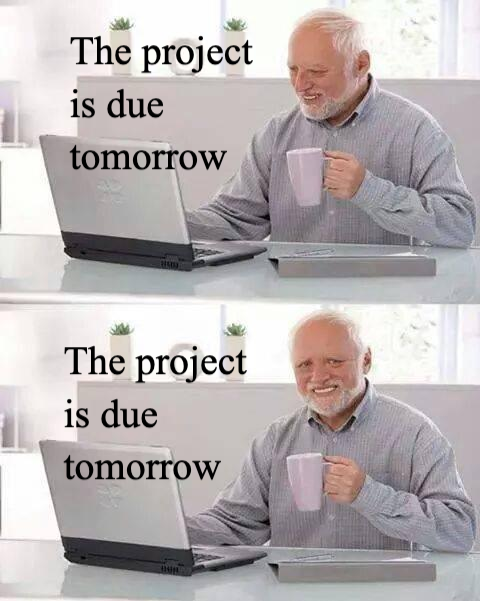 The project
is due
tomorrow
The project
is due
tomorrow